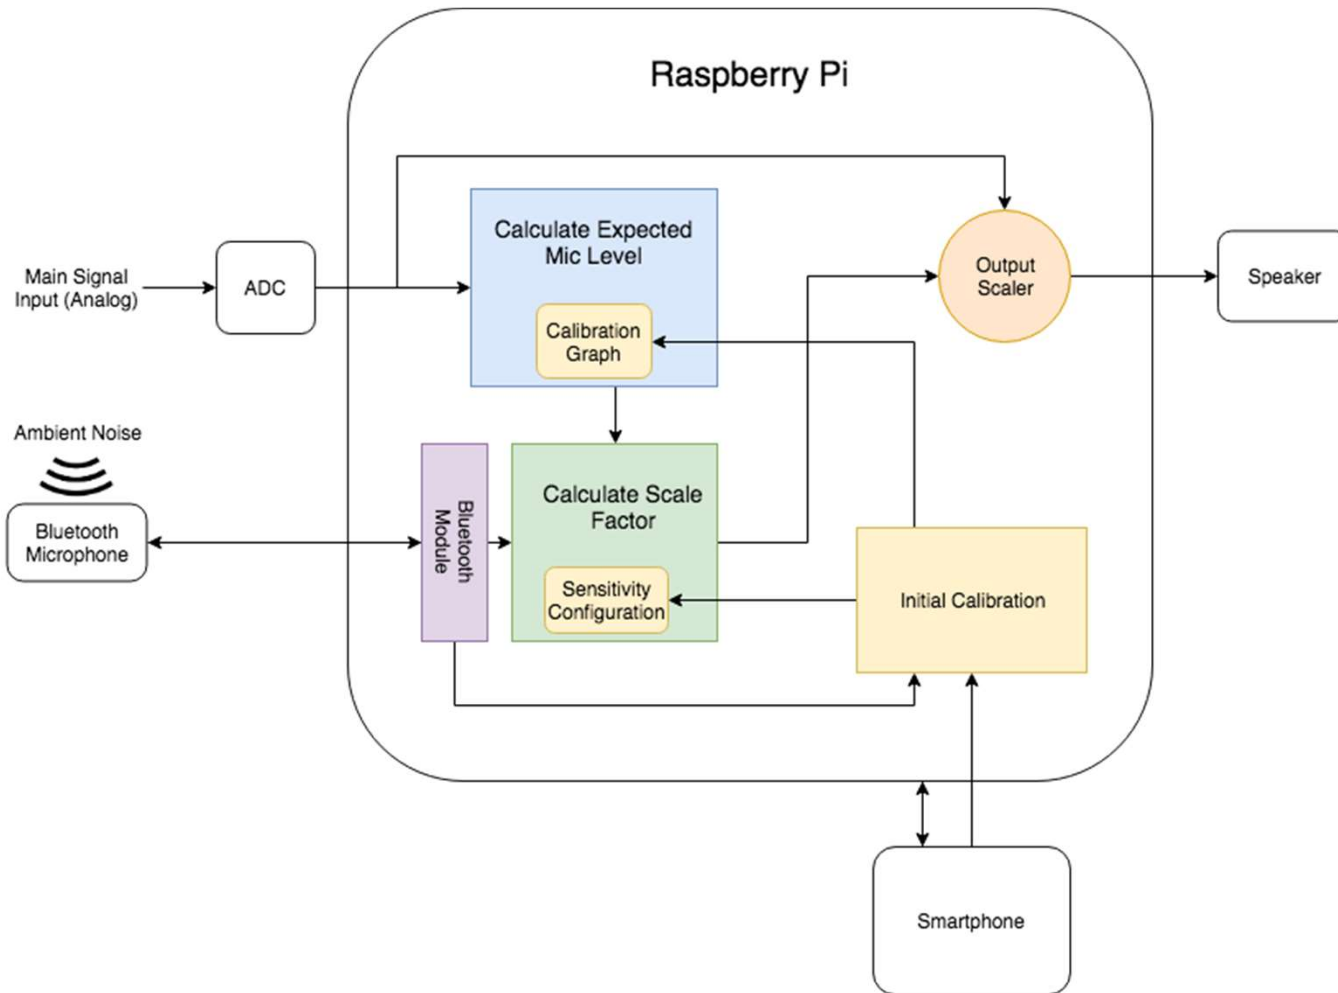 Raspberry Pi
Calculate Expected
Mic Level
Calibration
Graph
Output
Scaler
Speaker
Main Signal
Input (Analog)
ADC
Ambient Noise
Bluetooth
Microphone
Bluetooth
Module
Calculate Scale
Factor
Sensitivity
Configuration
Initial Calibration
Smartphone